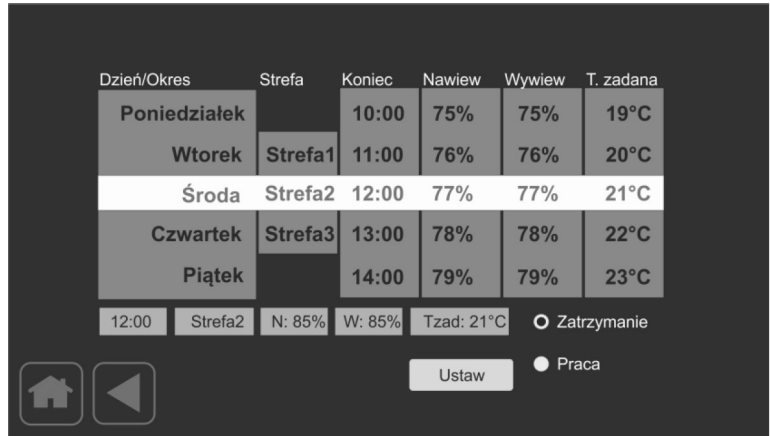 Dzień/Okres Strefa Koniec Nawiew Wywiew T. zadana
Poniedziałek 10:00 75% 75% 19°C
Wtorek Strefa1 11:00 76% 76% 20°C
Środa Strefa2 12:00 77% 77% 21°C
Czwartek Strefa3 13:00 78% 78% 22°C
Piątek 14:00 79% 79% 23°C
12:00 Strefa2 N: 85% W: 85% Tzad: 21°C Zatrzymanie
Ustaw Praca